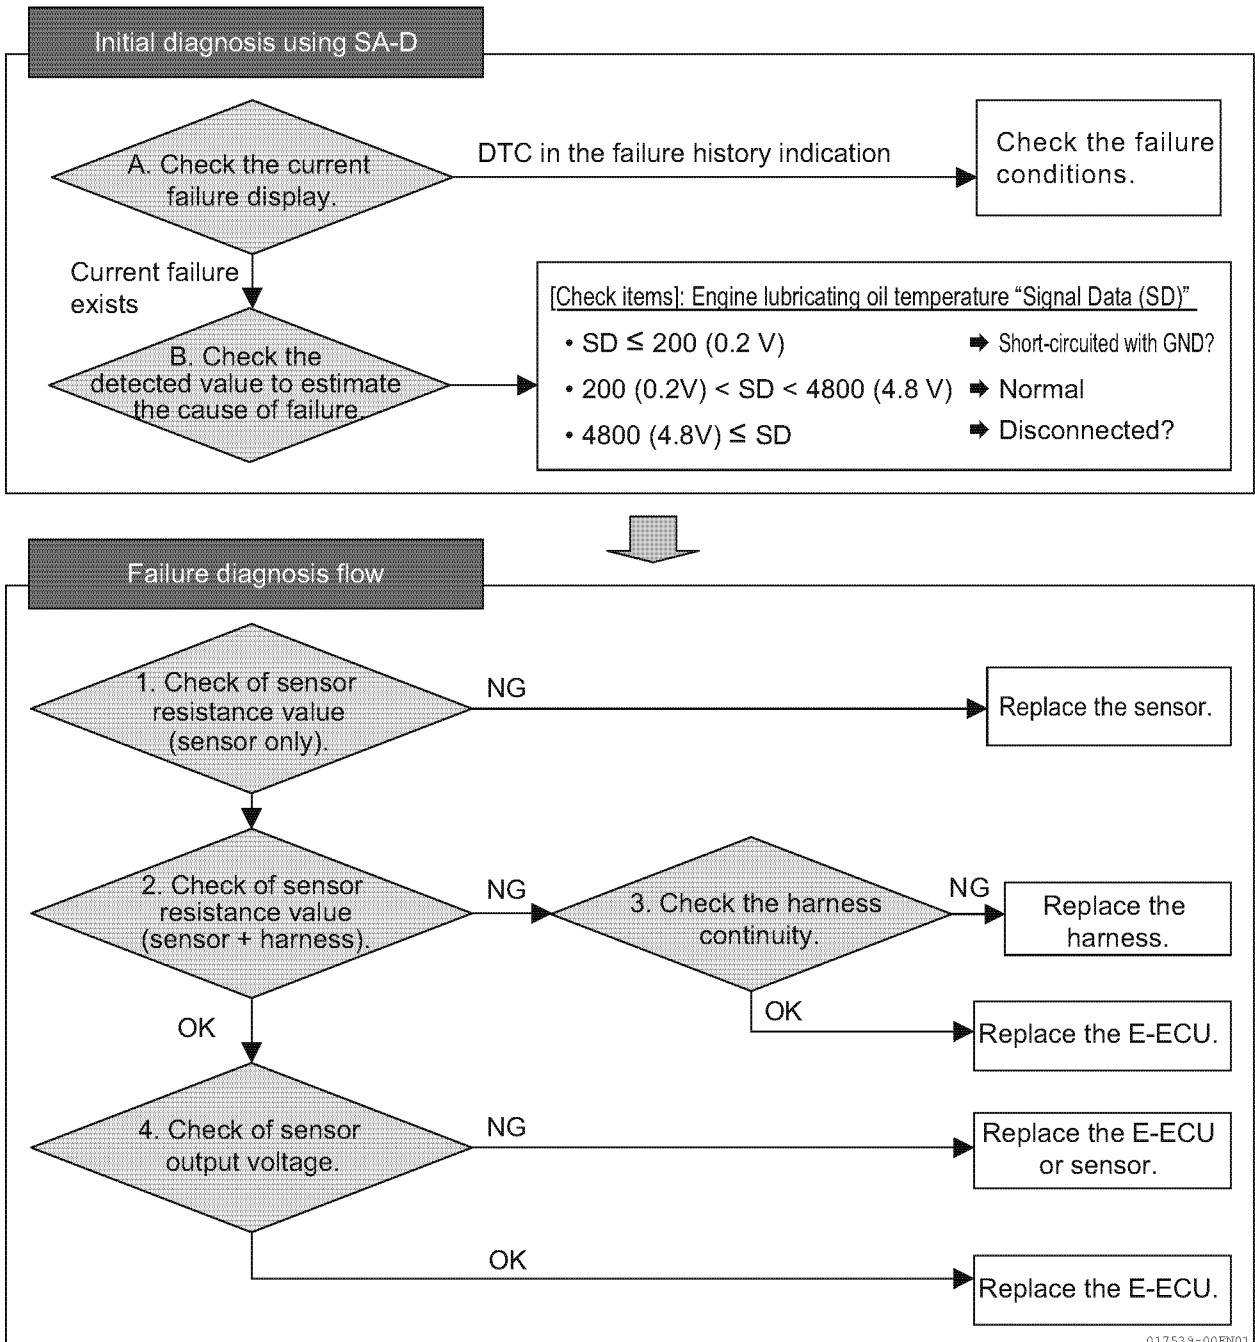 Initial diagnosis using SA-D
A. Check the current
failure display.
DTC in the failure history indication
Check the failure
conditions.
Current failure
exists
B. Check the
detected value to estimate
the cause of failure.
[Check items]: Engine lubricating oil temperature “Signal Data (SD)”
• SD ≤ 200 (0.2 V) ➡ Short-circuited with GND?
• 200 (0.2V) < SD < 4800 (4.8 V) ➡ Normal
• 4800 (4.8V) ≤ SD ➡ Disconnected?
Failure diagnosis flow
1. Check of sensor
resistance value
(sensor only).
NG
Replace the sensor.
2. Check of sensor
resistance value
(sensor + harness).
NG
3. Check the harness
continuity.
NG
Replace the
harness.
OK
Replace the E-ECU.
OK
4. Check of sensor
output voltage.
NG
Replace the E-ECU
or sensor.
OK
Replace the E-ECU.
017539-00EN01